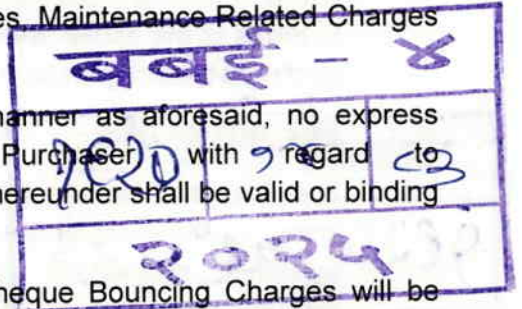 es, Maintenance Related Charges
बबई - ४
anner as aforesaid, no express
Purchaser) with regard to
८३
hereunder shall be valid or binding
२०२५
heque Bouncing Charges will be